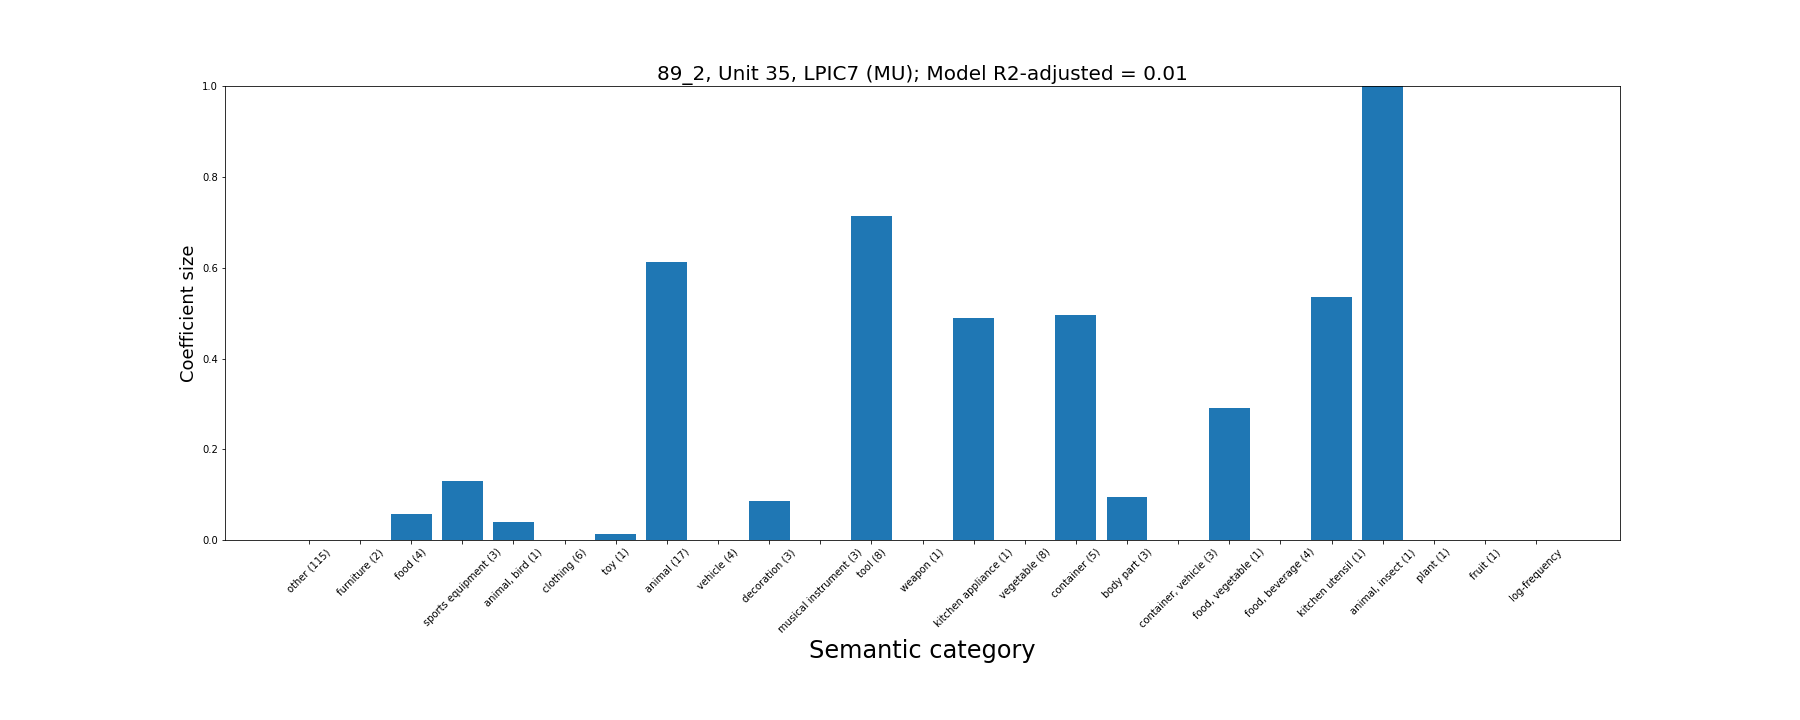 89_2, Unit 35, LPIC7 (MU); Model R2-adjusted = 0.01
1.0
0.8
0.6
0.4
0.2
0.0
Coefficient size
other (115)
furniture (2)
food (4)
sports equipment (3)
animal, bird (1)
clothing (6)
toy (1)
animal (17)
vehicle (4)
decoration (3)
musical instrument (3)
tool (8)
weapon (1)
kitchen appliance (1)
vegetable (8)
container (5)
body part (3)
container, vehicle (3)
food, vegetable (1)
food, beverage (4)
kitchen utensil (1)
animal, insect (1)
plant (1)
fruit (1)
log-frequency
Semantic category